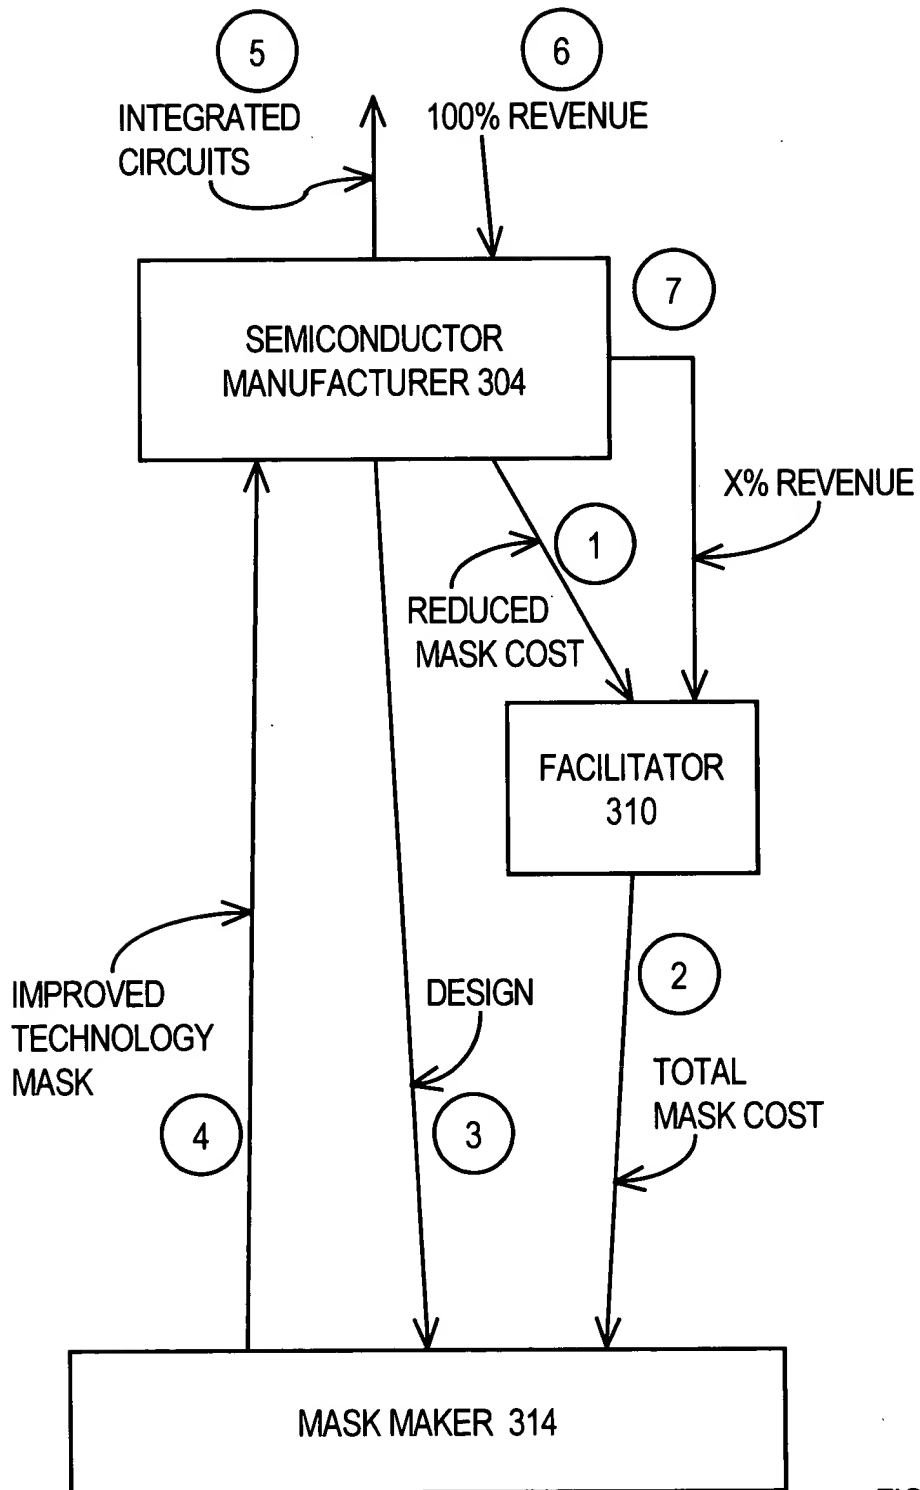 5
6
INTEGRATED
CIRCUITS
100% REVENUE
7
SEMICONDUCTOR
MANUFACTURER 304
X% REVENUE
1
REDUCED
MASK COST
FACILITATOR
310
2
IMPROVED
TECHNOLOGY
MASK
DESIGN
TOTAL
MASK COST
4
3
MASK MAKER 314